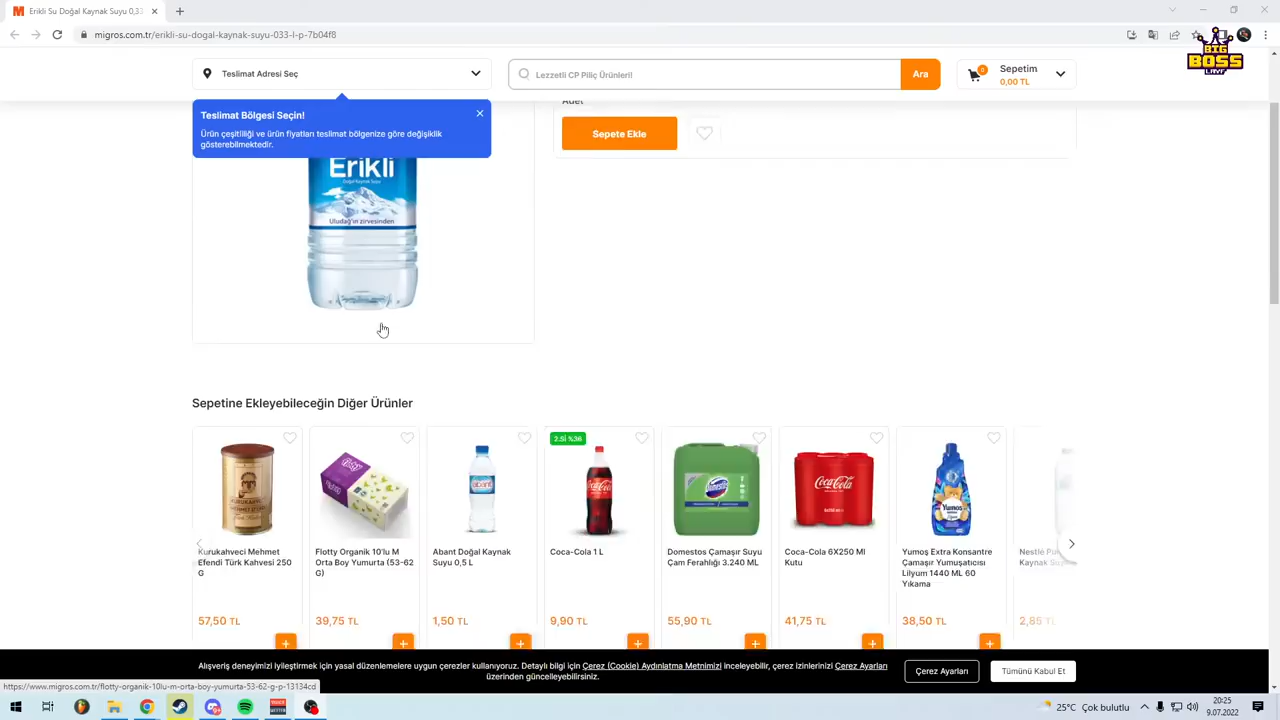 Erikli Su Doğal Kaynak Suyu 0,33
migros.com.tr/erikli-su-dogal-kaynak-suyu-033-l-p-7b04f8
BIG
BOSS
Teslimat Adresi Seç
Lezzetli CP Piliç Ürünleri!
Ara
0
Sepetim
0,00 TL
Adet
Teslimat Bölgesi Seçin!
Ürün çeşitliliği ve ürün fiyatları teslimat bölgenize göre değişiklik
gösterebilmektedir.
Sepete Ekle
Erikli
Doğal Kaynak Suyu
Uludağ'ın zirvesinden
Sepetine Ekleyebileceğin Diğer Ürünler
2.Sİ %36
abant
Coca-Cola
Domestos
Coca-Cola
Yumoş
Kurukahveci Mehmet
Efendi Türk Kahvesi 250
G
Flotty Organik 10'lu M
Orta Boy Yumurta (53-62
G)
Abant Doğal Kaynak
Suyu 0,5 L
Coca-Cola 1 L
Domestos Çamaşır Suyu
Çam Ferahlığı 3.240 ML
Coca-Cola 6X250 Ml
Kutu
Yumoş Extra Konsantre
Çamaşır Yumuşatıcısı
Lilyum 1440 ML 60
Yıkama
57,50 TL
39,75 TL
1,50 TL
9,90 TL
55,90 TL
41,75 TL
38,50 TL
2,85 TL
Alışveriş deneyimizi iyileştirmek için yasal düzenlemelere uygun çerezler kullanıyoruz. Detaylı bilgi için Çerez (Cookie) Aydınlatma Metnimizi inceleyebilir, çerez izinlerinizi Çerez Ayarları
üzerinden güncelleyebilirsiniz.
Çerez Ayarları
Tümünü Kabul Et
https://www.migros.com.tr/flotty-organik-10lu-m-orta-boy-yumurta-53-62-g-p-13134cd
25°C Çok bulutlu
20:25
9.07.2022